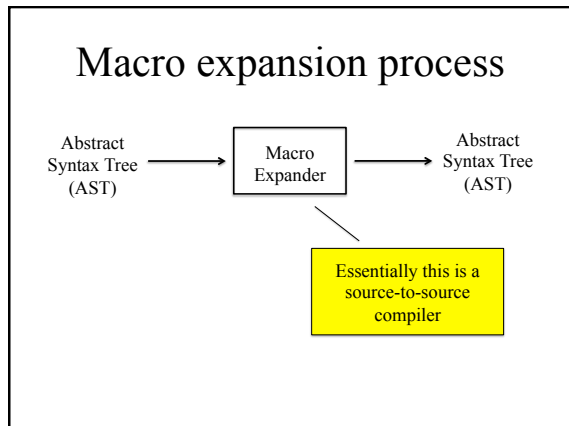 Macro expansion process
Abstract
Syntax Tree
(AST)
Macro
Expander
Abstract
Syntax Tree
(AST)
Essentially this is a
source-to-source
compiler